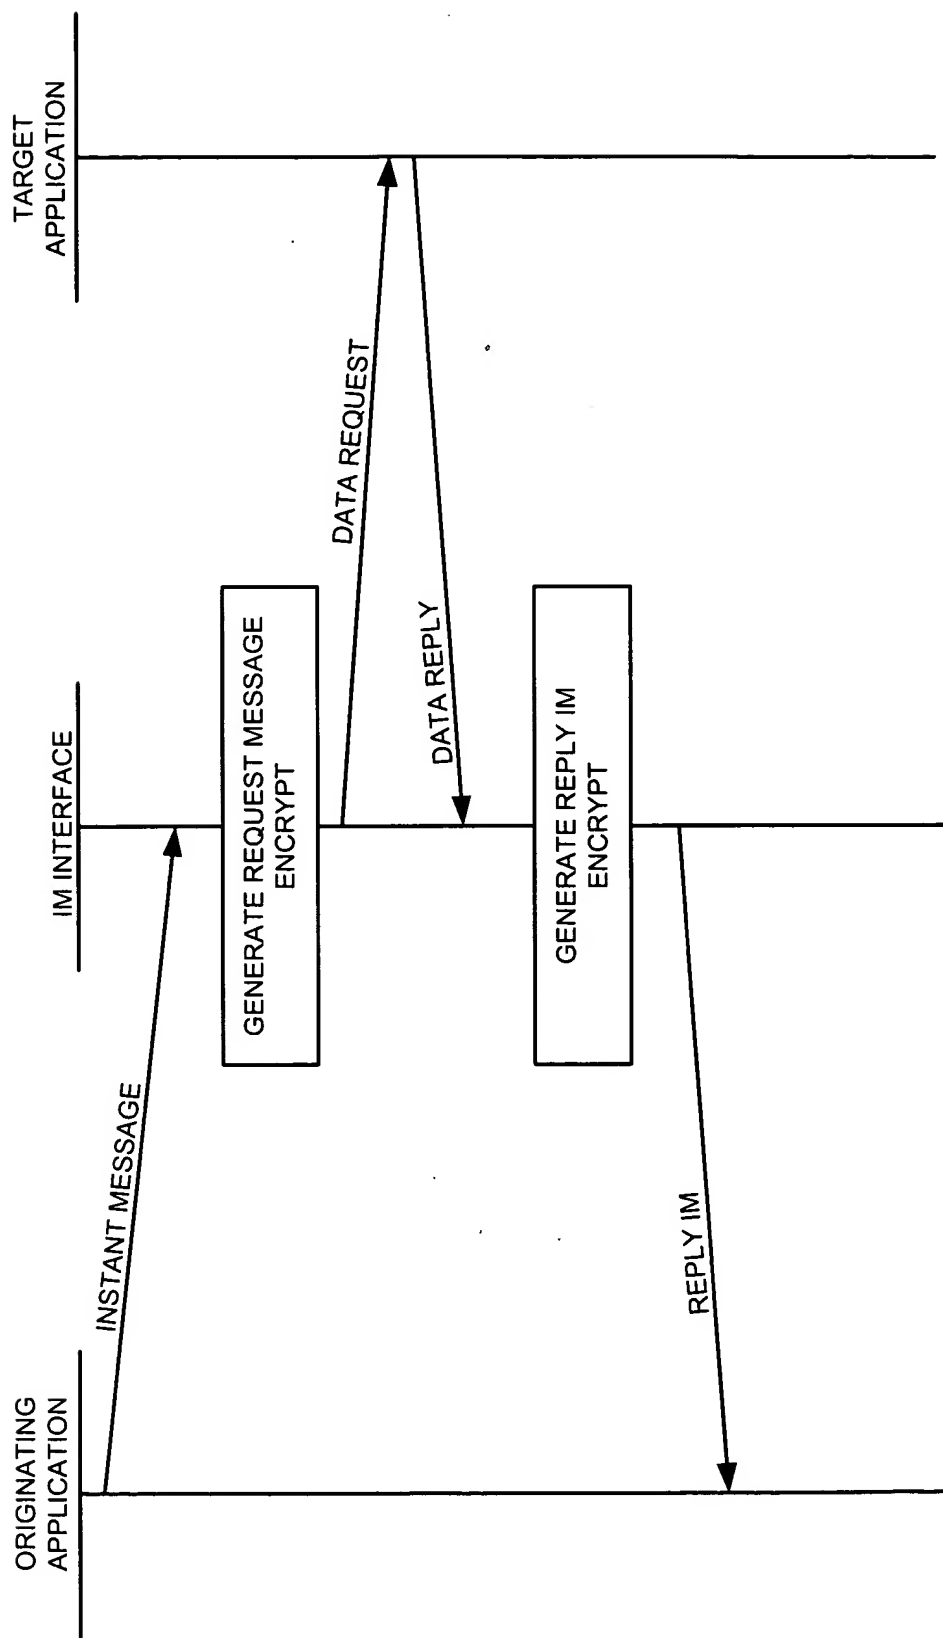 ORIGINATING
APPLICATION
IM INTERFACE
TARGET
APPLICATION
INSTANT MESSAGE
GENERATE REQUEST MESSAGE
ENCRYPT
DATA REQUEST
DATA REPLY
GENERATE REPLY IM
ENCRYPT
REPLY IM